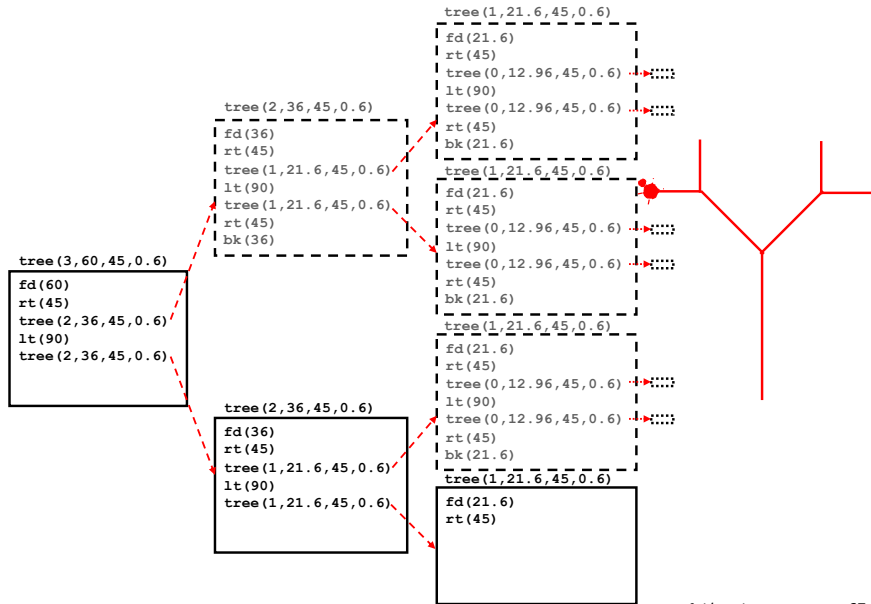 tree(1,21.6,45,0.6)
fd(21.6)
rt(45)
tree(0,12.96,45,0.6)
lt(90)
tree(0,12.96,45,0.6)
rt(45)
bk(21.6)
tree(2,36,45,0.6)
fd(36)
rt(45)
tree(1,21.6,45,0.6)
lt(90)
tree(1,21.6,45,0.6)
rt(45)
bk(36)
tree(1,21.6,45,0.6)
fd(21.6)
rt(45)
tree(0,12.96,45,0.6)
lt(90)
tree(0,12.96,45,0.6)
rt(45)
bk(21.6)
tree(3,60,45,0.6)
fd(60)
rt(45)
tree(2,36,45,0.6)
lt(90)
tree(2,36,45,0.6)
tree(1,21.6,45,0.6)
fd(21.6)
rt(45)
tree(0,12.96,45,0.6)
lt(90)
tree(0,12.96,45,0.6)
rt(45)
bk(21.6)
tree(2,36,45,0.6)
fd(36)
rt(45)
tree(1,21.6,45,0.6)
lt(90)
tree(1,21.6,45,0.6)
tree(1,21.6,45,0.6)
fd(21.6)
rt(45)